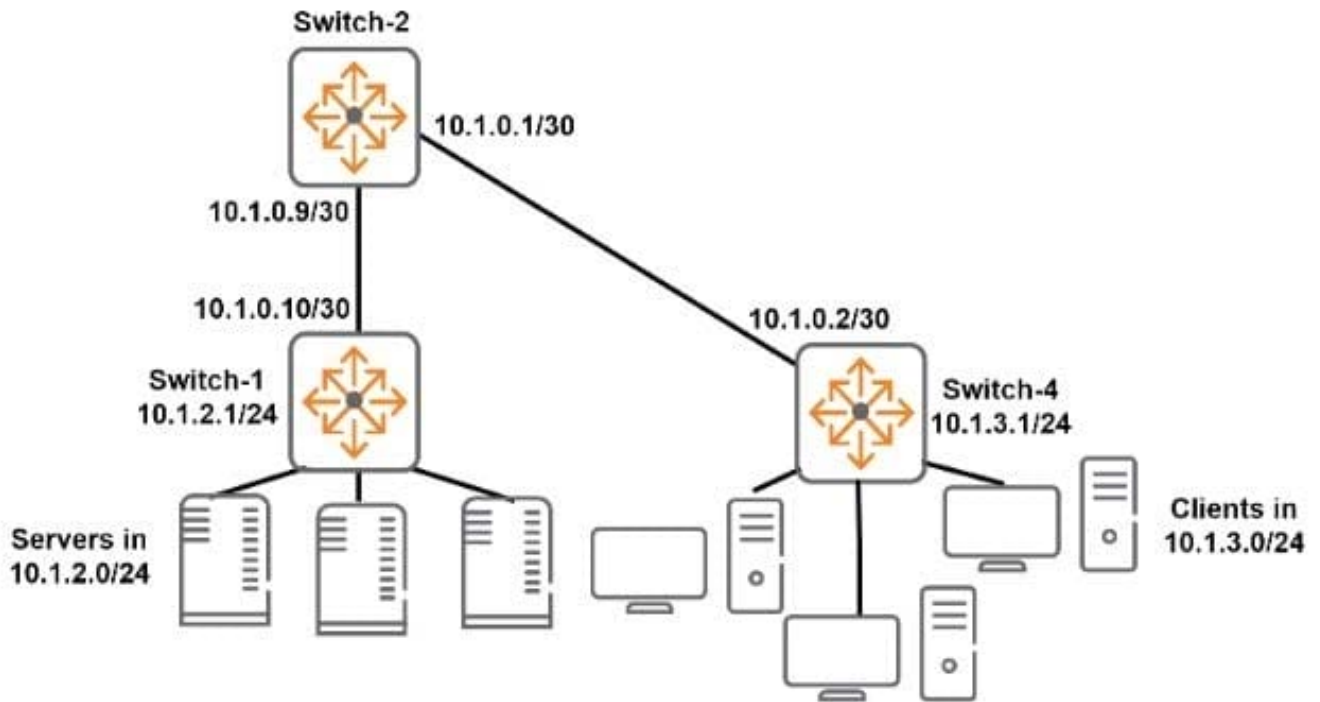 Switch-2
10.1.0.1/30
10.1.0.9/30
10.1.0.10/30
10.1.0.2/30
Switch-1
10.1.2.1/24
Switch-4
10.1.3.1/24
Servers in
10.1.2.0/24
Clients in
10.1.3.0/24